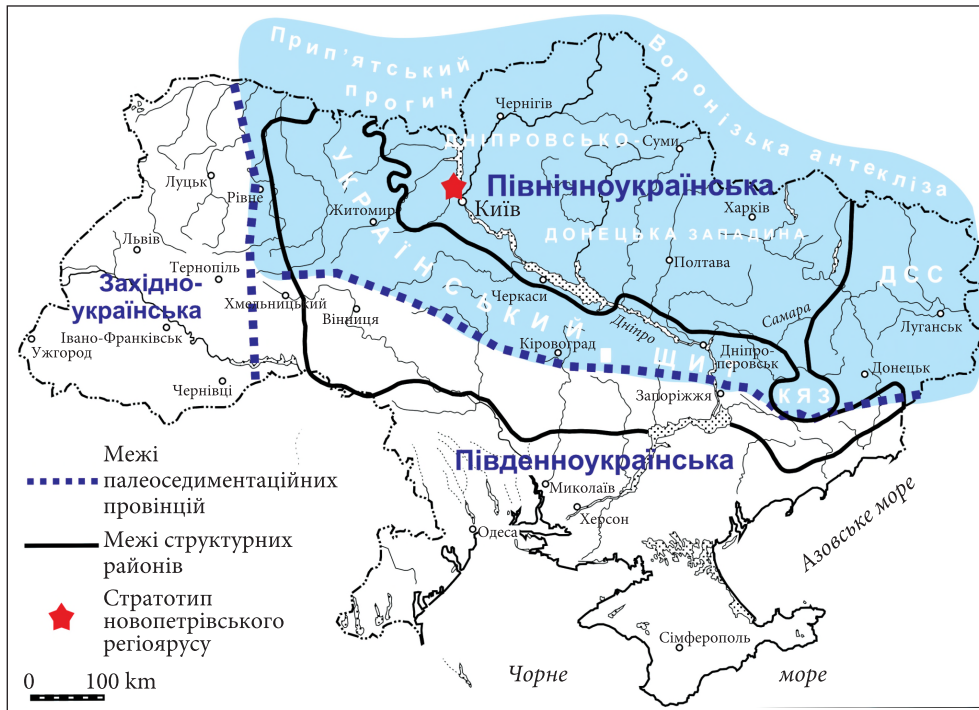 Прип'ятський
прогин
Воронізька антекліза
Чернігів
ДНІПРОВСЬКО-
Суми
УКРАЇНСЬКИЙ ЩИТ
Північноукраїнська
Луцьк
Рівне
Київ
Житомир
Харків
Львів
ДОНЕЦЬКА ЗАПАДИНА
Полтава
Тернопіль
Західно-
українська
Хмельницький
Черкаси
ДСС
Вінниця
Самара
Луганськ
Івано-Франківськ
Дніпро
Ужгород
Кіровоград
Дніпро-
перовськ
Донецьк
Чернівці
Запоріжжя
КЯЗ
Південноукраїнська
Миколаїв
Херсон
Одеса
Азовське море
Сімферополь
Чорне море
Межі
палеоседиментаційних
провінцій
Межі структурних
районів
Стратотип
новопетрівського
регіоярусу
0 100 km